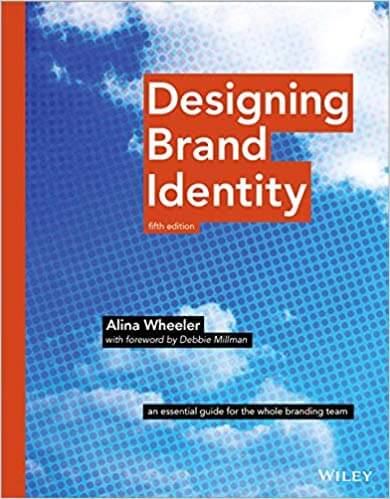 Designing
Brand
Identity
fifth edition
Alina Wheeler
with foreword by Debbie Millman
an essential guide for the whole branding team
WILEY